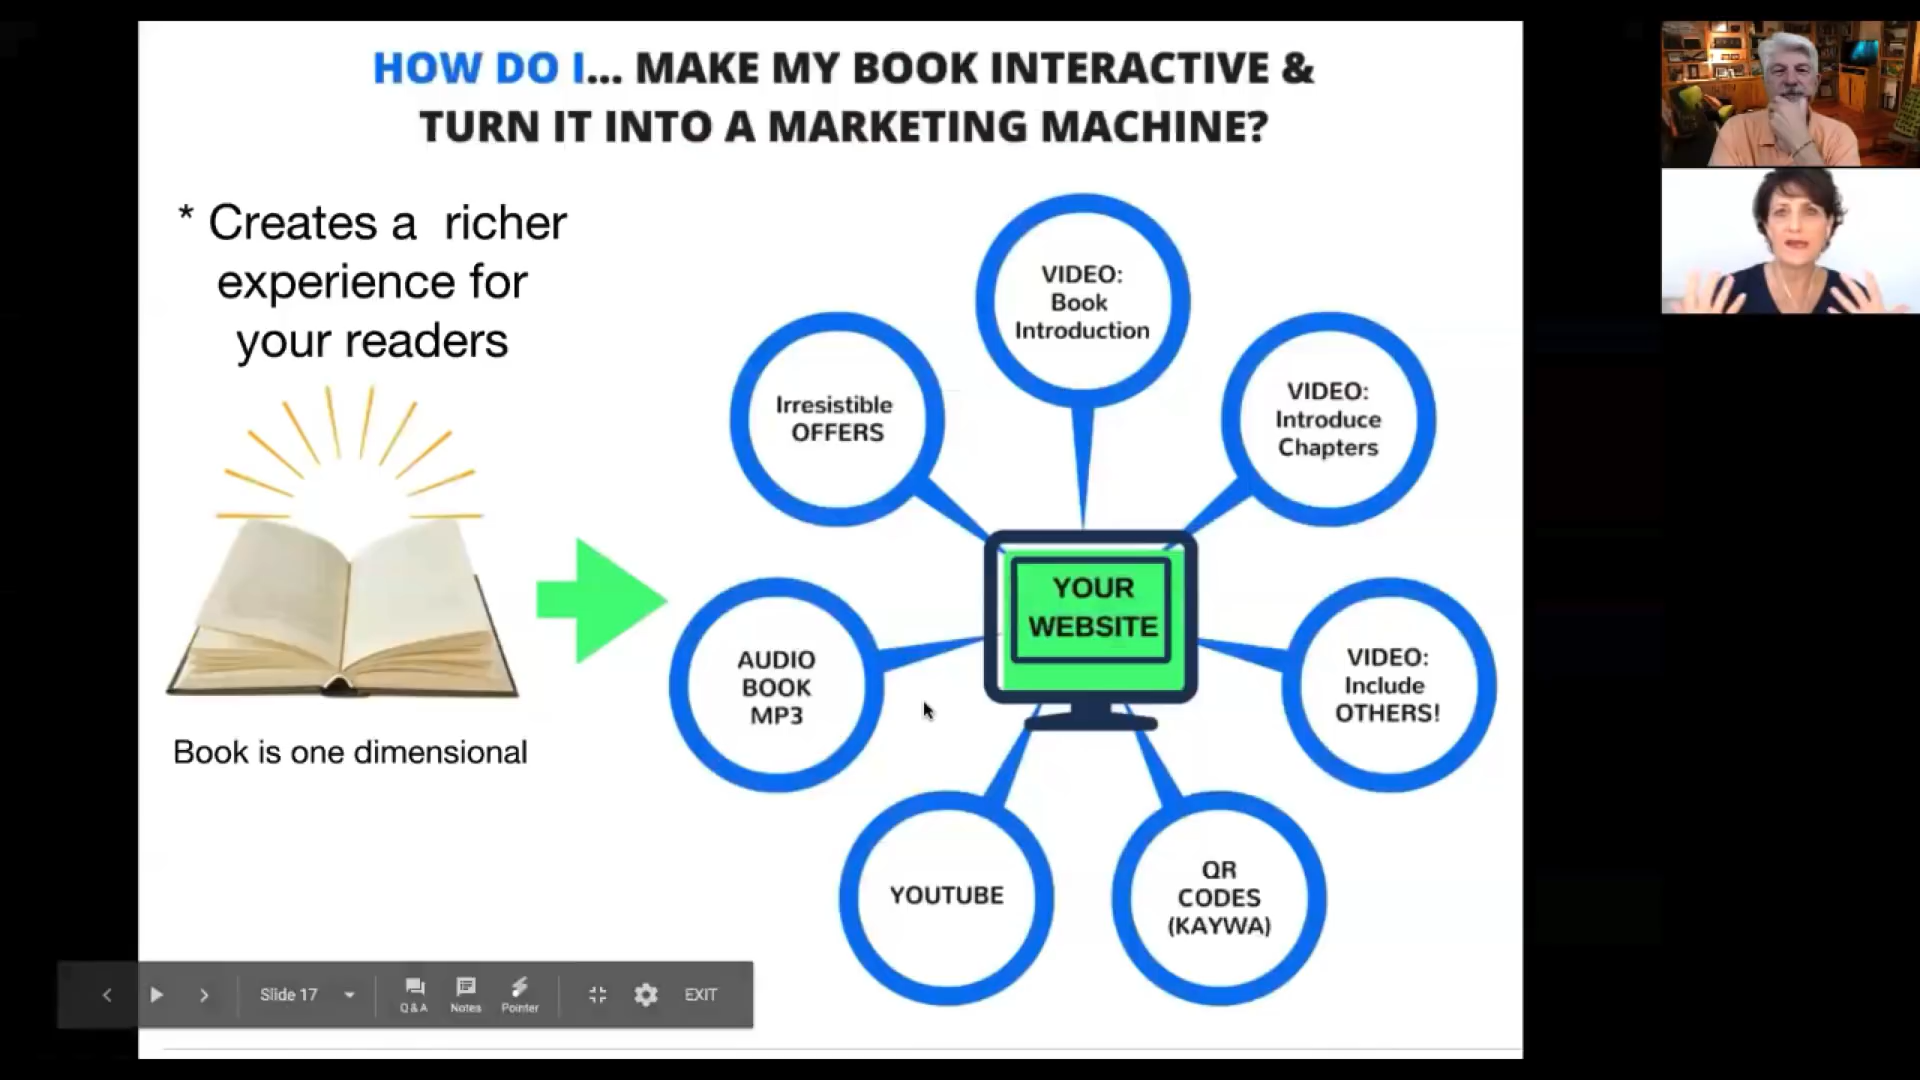 HOW DO I... MAKE MY BOOK INTERACTIVE &
TURN IT INTO A MARKETING MACHINE?
* Creates a richer
experience for
your readers
Book is one dimensional
VIDEO:
Book
Introduction
Irresistible
OFFERS
VIDEO:
Introduce
Chapters
YOUR
WEBSITE
AUDIO
BOOK
MP3
VIDEO:
Include
OTHERS!
YOUTUBE
QR
CODES
(KAYWA)
Slide 17
Q&A
Notes
Pointer
EXIT